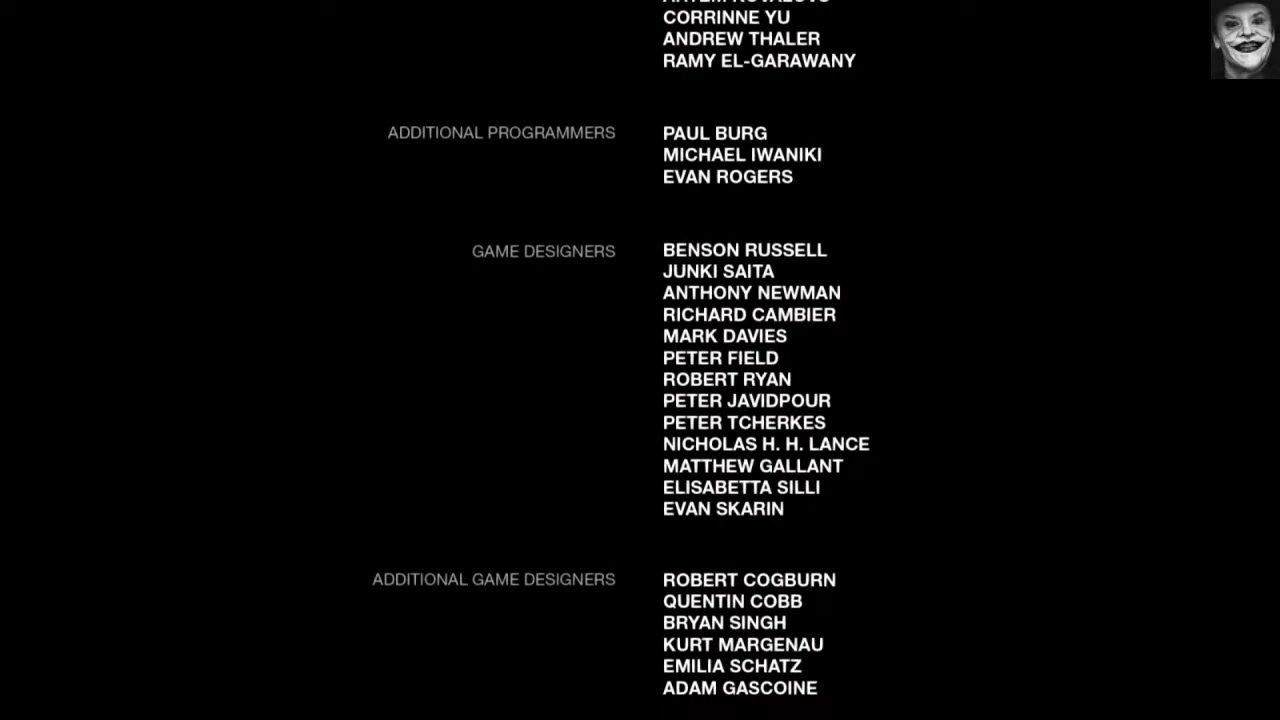 CORRINNE YU
ANDREW THALER
RAMY EL-GARAWANY
ADDITIONAL PROGRAMMERS PAUL BURG
MICHAEL IWANIKI
EVAN ROGERS
GAME DESIGNERS BENSON RUSSELL
JUNKI SAITA
ANTHONY NEWMAN
RICHARD CAMBIER
MARK DAVIES
PETER FIELD
ROBERT RYAN
PETER JAVIDPOUR
PETER TCHERKES
NICHOLAS H. H. LANCE
MATTHEW GALLANT
ELISABETTA SILLI
EVAN SKARIN
ADDITIONAL GAME DESIGNERS ROBERT COGBURN
QUENTIN COBB
BRYAN SINGH
KURT MARGENAU
EMILIA SCHATZ
ADAM GASCOINE